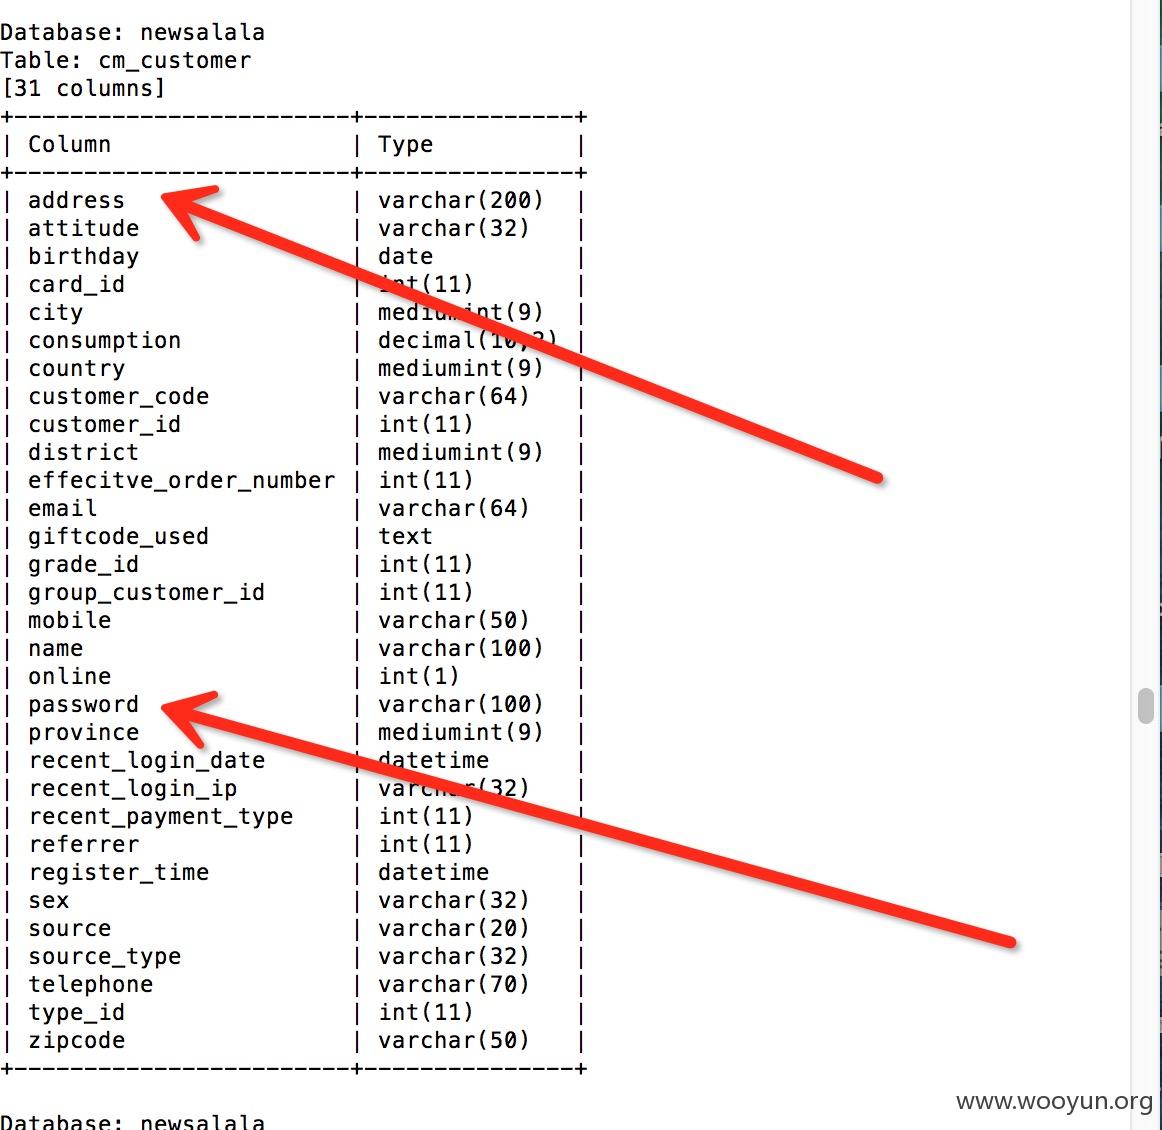 Database: newsalala
Table: cm_customer
[31 columns]
+------------------------+---------------+
| Column | Type |
+------------------------+---------------+
| address | varchar(200) |
| attitude | varchar(32) |
| birthday | date |
| card_id | int(11) |
| city | mediumint(9) |
| consumption | decimal(10,2) |
| country | mediumint(9) |
| customer_code | varchar(64) |
| customer_id | int(11) |
| district | mediumint(9) |
| effecitve_order_number | int(11) |
| email | varchar(64) |
| giftcode_used | text |
| grade_id | int(11) |
| group_customer_id | int(11) |
| mobile | varchar(50) |
| name | varchar(100) |
| online | int(1) |
| password | varchar(100) |
| province | mediumint(9) |
| recent_login_date | datetime |
| recent_login_ip | varchar(32) |
| recent_payment_type | int(11) |
| referrer | int(11) |
| register_time | datetime |
| sex | varchar(32) |
| source | varchar(20) |
| source_type | varchar(32) |
| telephone | varchar(70) |
| type_id | int(11) |
| zipcode | varchar(50) |
+------------------------+---------------+
www.wooyun.org
Database: newsalala